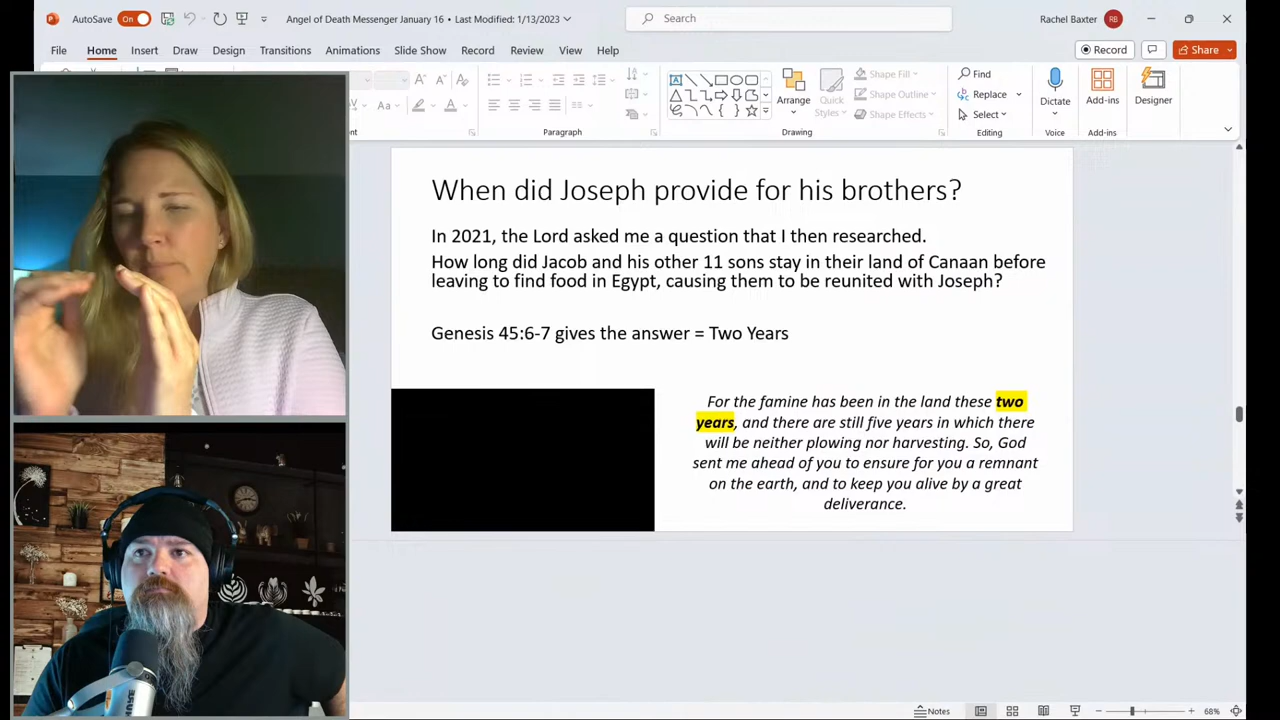 AutoSave
On
Angel of Death Messenger January 16 • Last Modified: 1/13/2023
Search
Rachel Baxter
RB
File
Home
Insert
Draw
Design
Transitions
Animations
Slide Show
Record
Review
View
Help
Record
Share
Aa
Paragraph
Arrange
Quick
Styles
Shape Fill
Shape Outline
Shape Effects
Drawing
Find
Replace
Select
Editing
Dictate
Voice
Add-ins
Add-ins
Designer
When did Joseph provide for his brothers?
In 2021, the Lord asked me a question that I then researched.
How long did Jacob and his other 11 sons stay in their land of Canaan before
leaving to find food in Egypt, causing them to be reunited with Joseph?
Genesis 45:6-7 gives the answer = Two Years
For the famine has been in the land these two
years, and there are still five years in which there
will be neither plowing nor harvesting. So, God
sent me ahead of you to ensure for you a remnant
on the earth, and to keep you alive by a great
deliverance.
Notes
68%